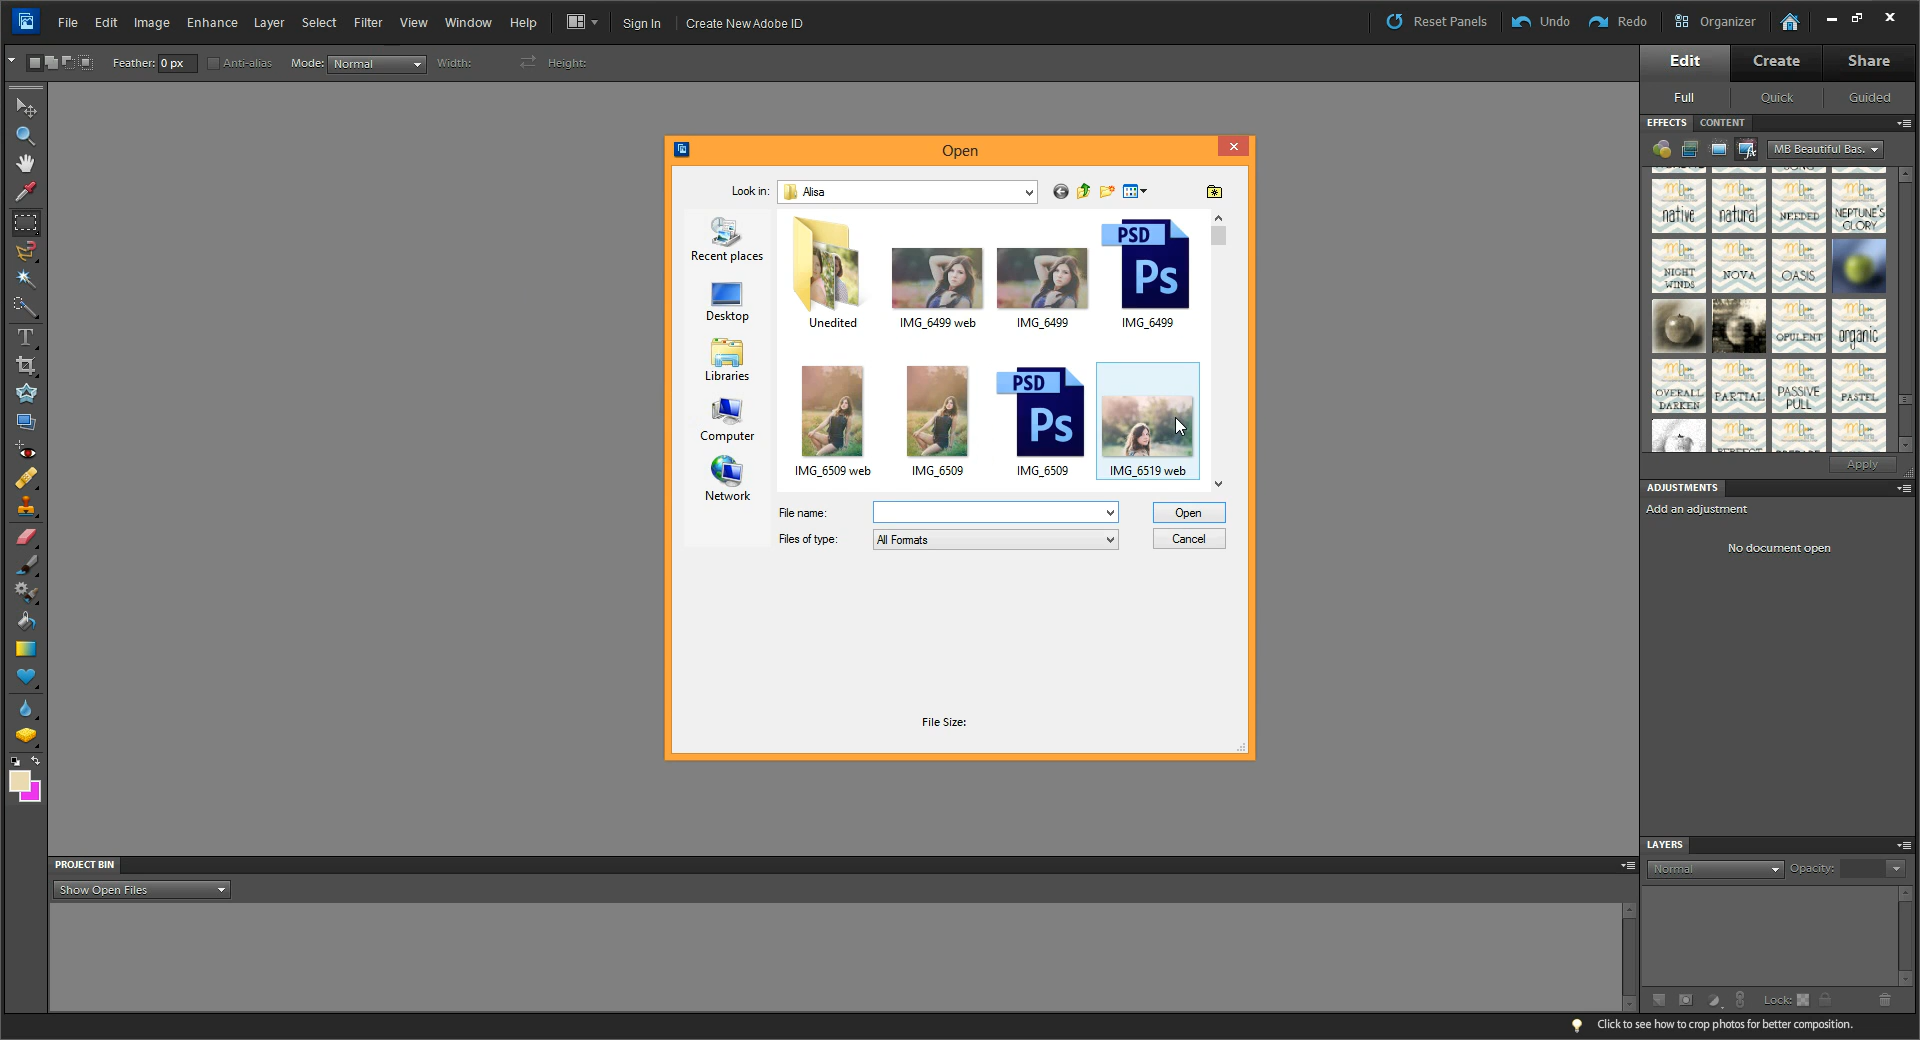 File Edit Image Enhance Layer Select Filter View Window Help Sign In Create New Adobe ID Reset Panels Undo Redo Organizer
Feather: 0 px Anti-alias Mode: Normal Width: Height:
Edit Create Share
Full Quick Guided
EFFECTS CONTENT
MB Beautiful Bas.
native natural NEEDED NEPTUNE'S GLORY
NIGHT WINDS NOVA OASIS
OPULENT organic
OVERALL DARKEN PARTIAL PASSIVE PULL PASTEL
Apply
ADJUSTMENTS
Add an adjustment
No document open
Open
Look in: Alisa
Recent places
Desktop
Libraries
Computer
Network
PSD
Ps
Unedited IMG_6499 web IMG_6499 IMG_6499
PSD
Ps
IMG_6509 web IMG_6509 IMG_6509 IMG_6519 web
File name: Open
Files of type: All Formats Cancel
File Size:
PROJECT BIN
Show Open Files
LAYERS
Normal Opacity:
Lock:
Click to see how to crop photos for better composition.